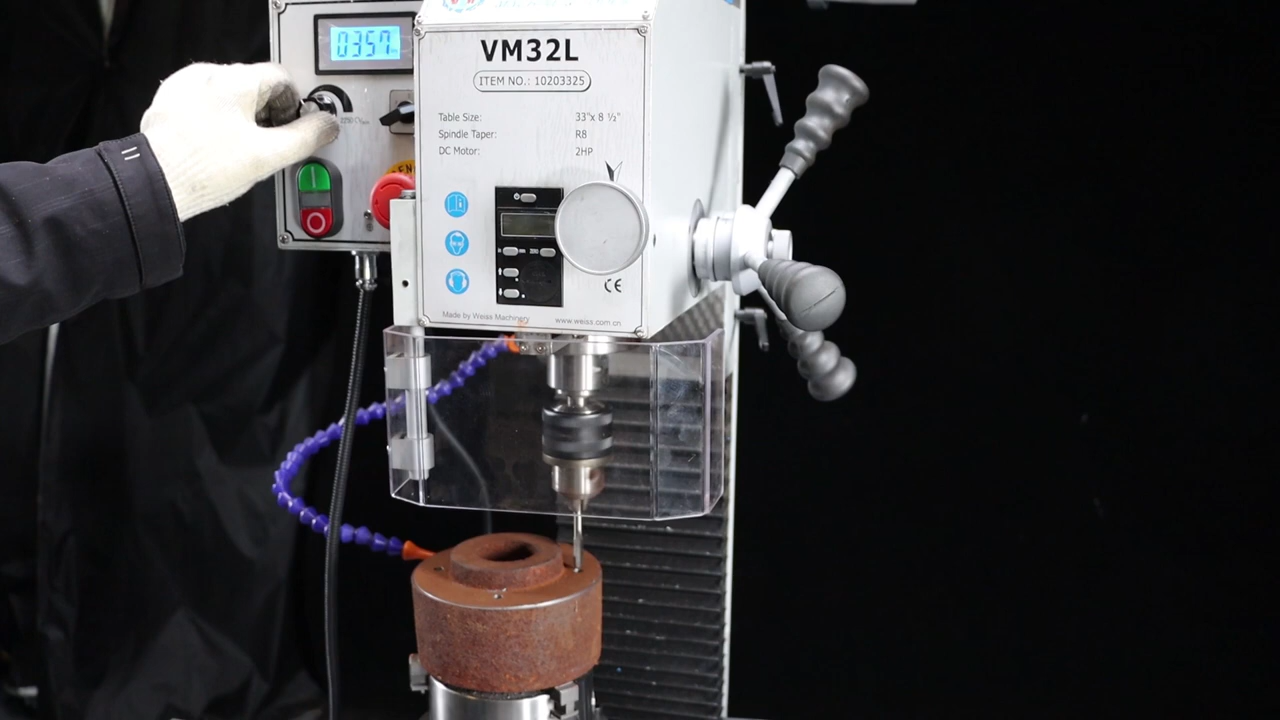 0357
VM32L
ITEM NO.: 1020332S
Table Size: 33"x 8 ½"
Spindle Taper: R8
DC Motor: 2HP
CE
Made by Weiss Machinery www.weiss.com.cn